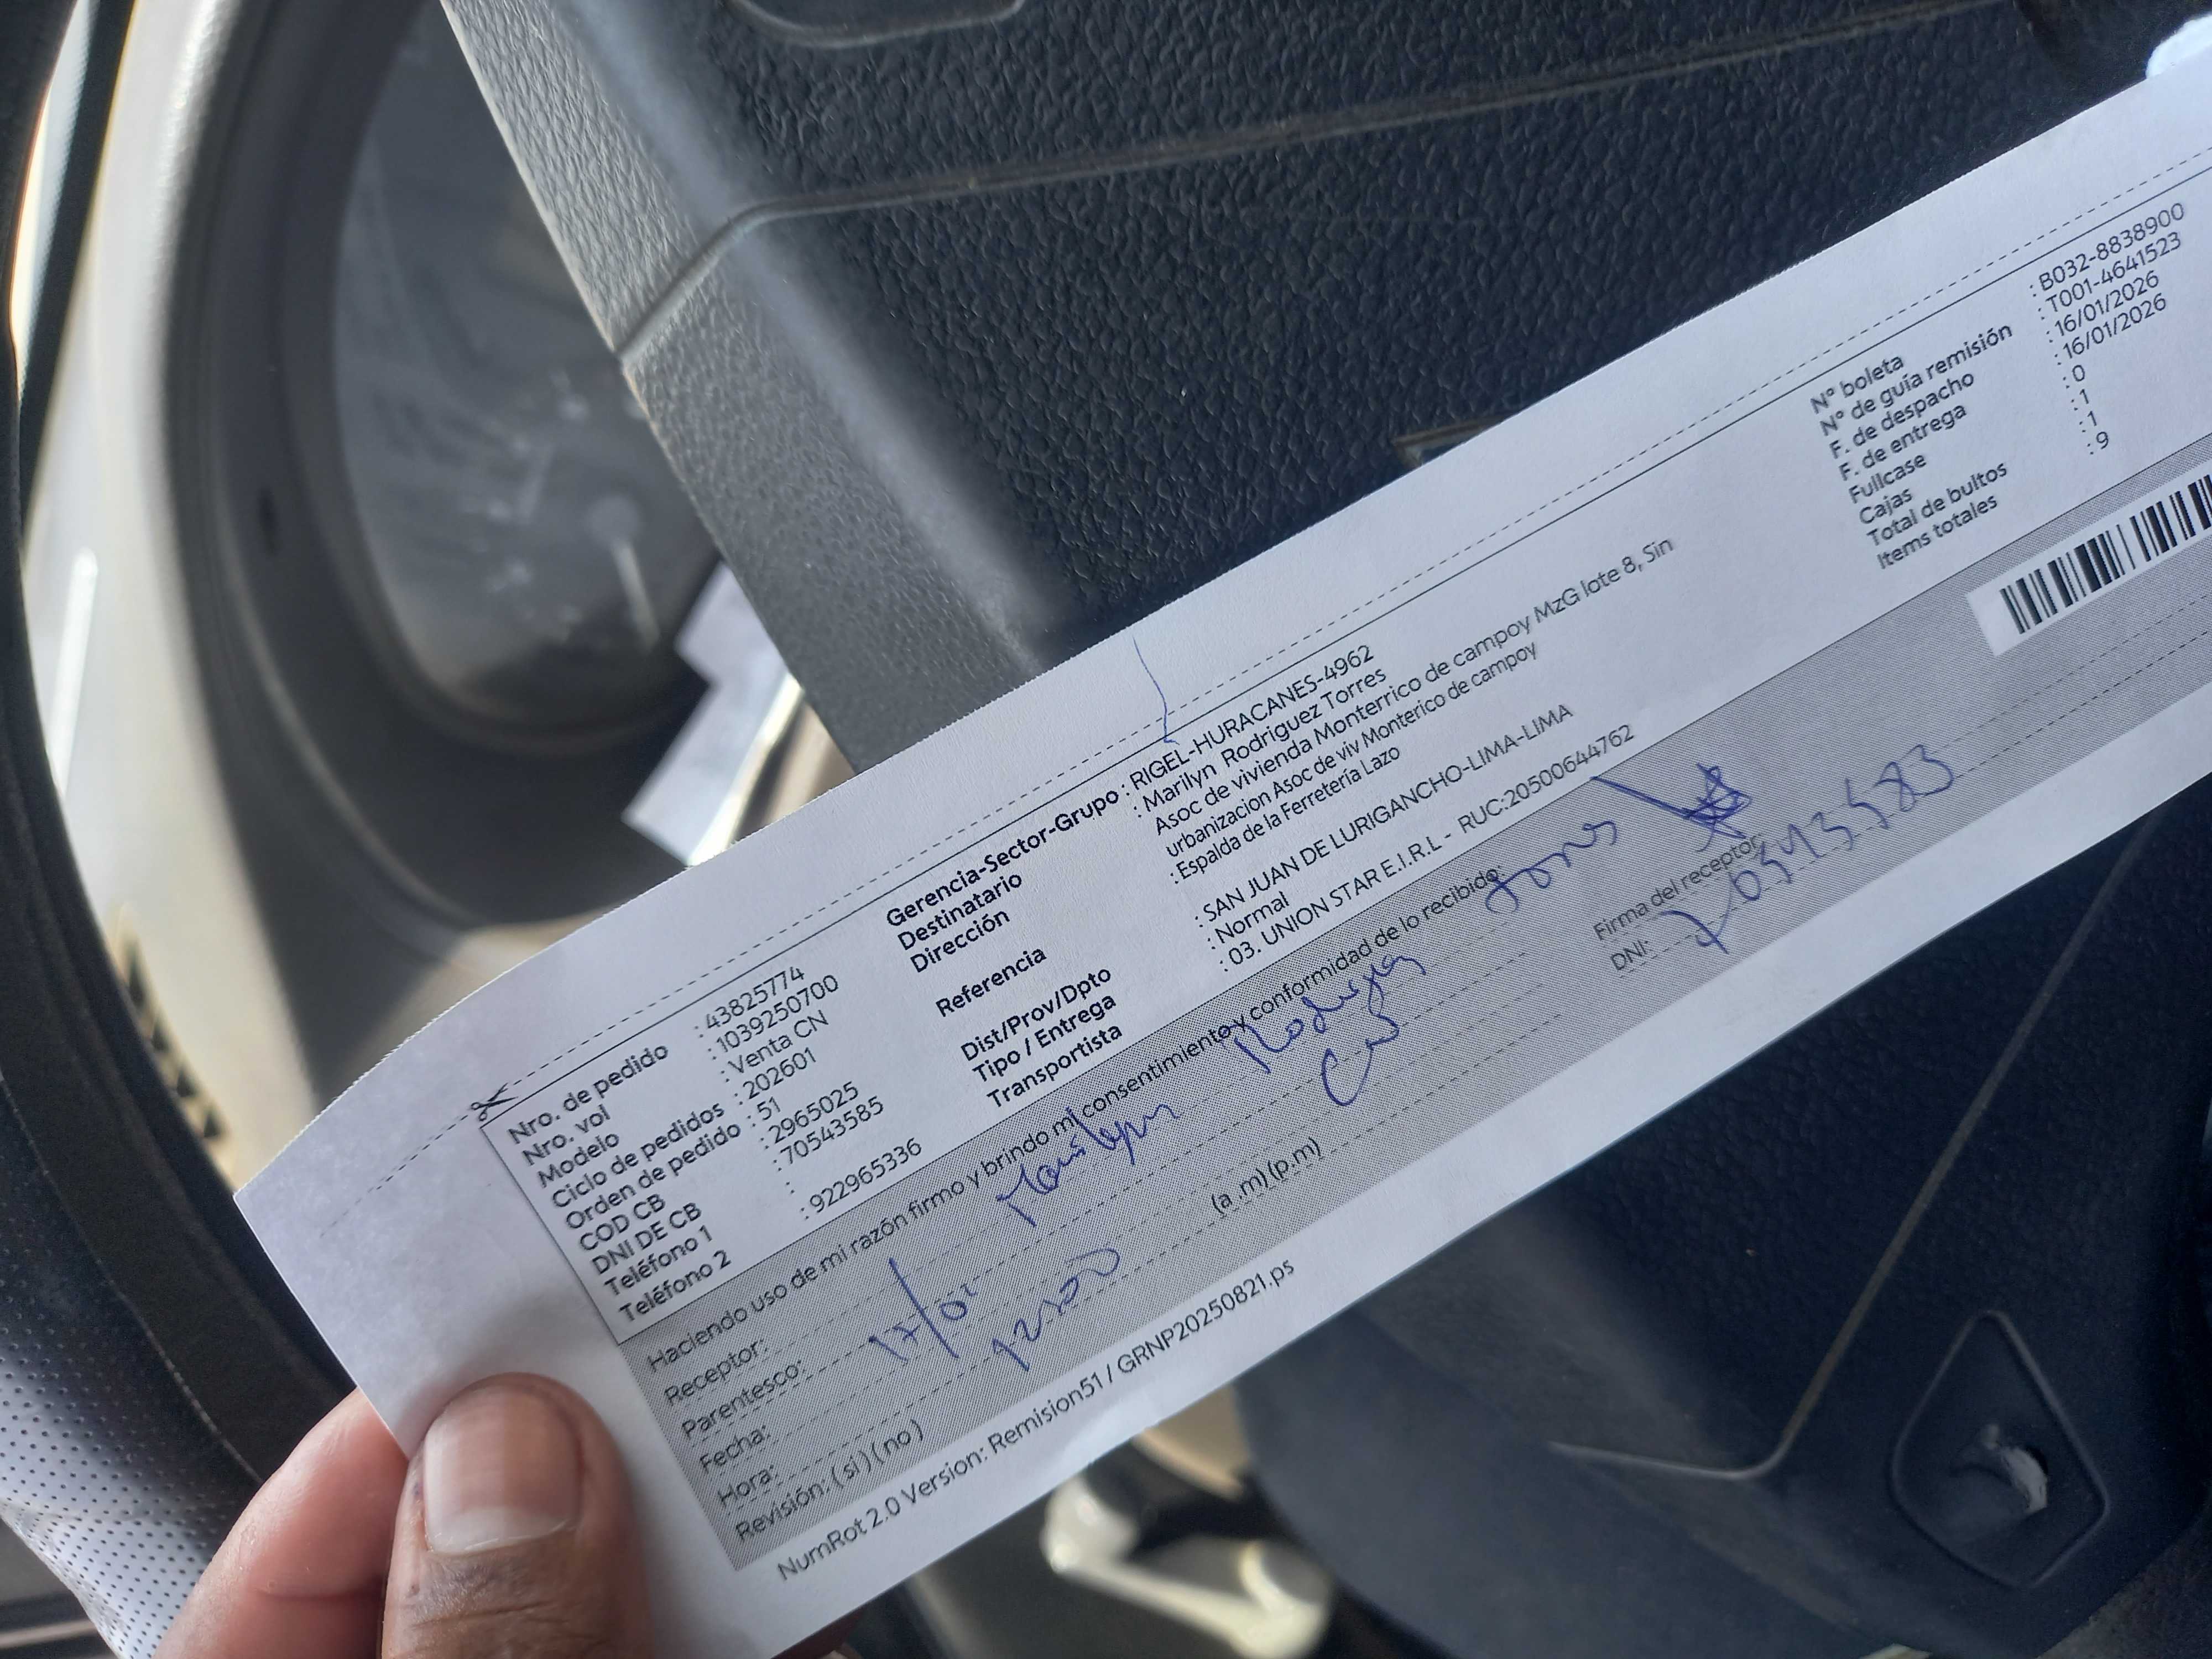 Nro. de pedido : 43825774
Nro. vol : 1039250700
Modelo : Venta CN
Ciclo de pedidos : 202601
Orden de pedido : 51
COD CB : 2965025
DNI DE CB : 70543585
Teléfono 1 :
Teléfono 2 : 922965336
Gerencia-Sector-Grupo : RIGEL-HURACANES-4962
Destinatario : Marilyn Rodriguez Torres
Dirección Asoc de vivienda Monterrico de campoy MzG lote 8, Sin
urbanizacion Asoc de viv Monterico de campoy
Referencia : Espalda de la Ferretería Lazo
Dist/Prov/Dpto : SAN JUAN DE LURIGANCHO-LIMA-LIMA
Tipo / Entrega : Normal
Transportista : 03. UNION STAR E.I.R.L - RUC:20500644762
N° boleta : B032-8838900
N° de guía remisión : T001-4641523
F. de despacho : 16/01/2026
F. de entrega : 16/01/2026
Fullcase : 0
Cajas : 1
Total de bultos : 1
Items totales : 9
Haciendo uso de mi razón firmo y brindo mi consentimiento y conformidad de lo recibido:
Receptor: Marilyn Rodriguez Torres
Parentesco:
Fecha: 17/01
Hora: (a .m) (p.m)
Revisión: ( si ) ( no )
Firma del receptor
DNI: 70543583
NumRot 2.0 Version: Remision51 / GRNP20250821.ps